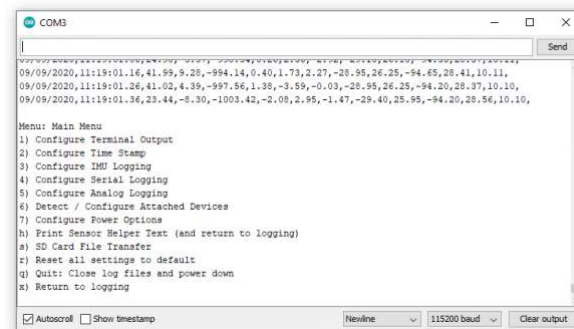 COM3
Send
09/09/2020,11:19:01.16,41.99,9.28,-994.14,0.40,1.73,2.27,-28.95,26.25,-94.65,28.41,10.11,
09/09/2020,11:19:01.26,41.02,4.39,-997.56,1.38,-3.59,-0.03,-28.95,26.25,-94.20,28.37,10.10,
09/09/2020,11:19:01.36,23.44,-8.30,-1003.42,-2.08,2.95,-1.47,-29.40,25.95,-94.20,28.56,10.10,
Menu: Main Menu
1) Configure Terminal Output
2) Configure Time Stamp
3) Configure IMU Logging
4) Configure Serial Logging
5) Configure Analog Logging
6) Detect / Configure Attached Devices
7) Configure Power Options
h) Print Sensor Helper Text (and return to logging)
s) SD Card File Transfer
r) Reset all settings to default
q) Quit: Close log files and power down
x) Return to logging
Autoscroll Show timestamp Newline 115200 baud Clear output